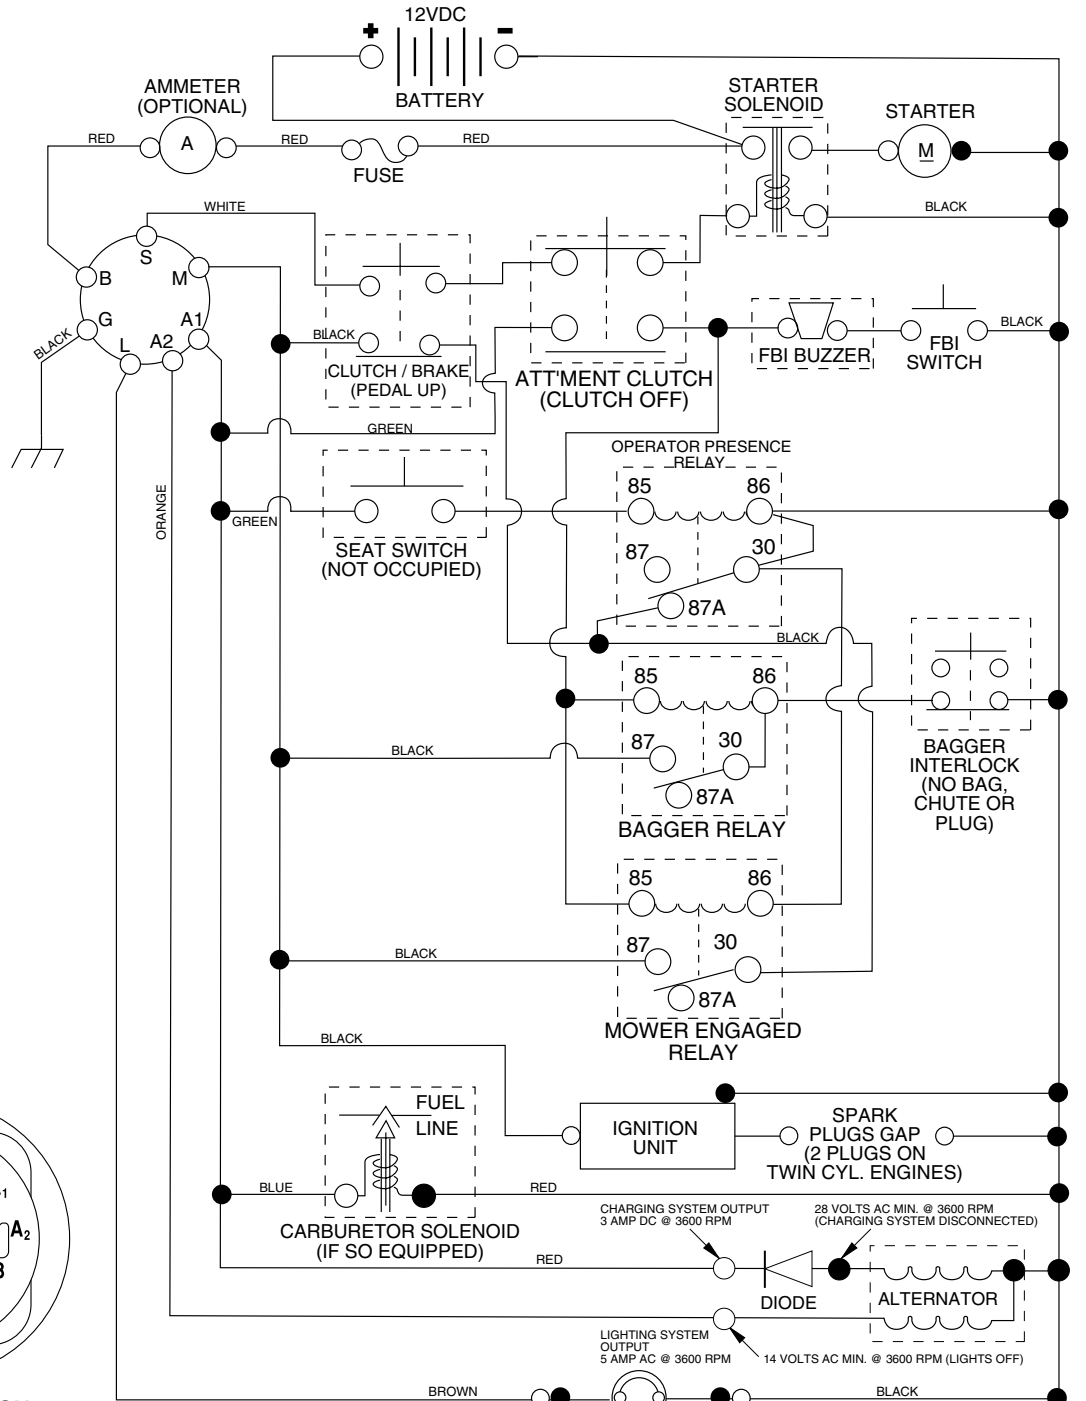 12VDC
+
-
BATTERY
AMMETER
(OPTIONAL)
STARTER
SOLENOID
STARTER
RED
A
RED
FUSE
RED
M
WHITE
BLACK
S
B
M
G
A1
L
A2
BLACK
BLACK
CLUTCH / BRAKE
(PEDAL UP)
ATT'MENT CLUTCH
(CLUTCH OFF)
FBI BUZZER
FBI
SWITCH
BLACK
GREEN
OPERATOR PRESENCE
RELAY
85
86
ORANGE
GREEN
SEAT SWITCH
(NOT OCCUPIED)
87
30
87A
BLACK
85
86
BLACK
87
30
87A
BAGGER RELAY
BAGGER
INTERLOCK
(NO BAG,
CHUTE OR
PLUG)
85
86
BLACK
87
30
87A
MOWER ENGAGED
RELAY
BLACK
FUEL
LINE
IGNITION
UNIT
SPARK
PLUGS GAP
(2 PLUGS ON
TWIN CYL. ENGINES)
BLUE
RED
CARBURETOR SOLENOID
(IF SO EQUIPPED)
CHARGING SYSTEM OUTPUT
3 AMP DC @ 3600 RPM
28 VOLTS AC MIN. @ 3600 RPM
(CHARGING SYSTEM DISCONNECTED)
RED
DIODE
ALTERNATOR
LIGHTING SYSTEM
OUTPUT
5 AMP AC @ 3600 RPM
14 VOLTS AC MIN. @ 3600 RPM (LIGHTS OFF)
BROWN
BLACK
A2